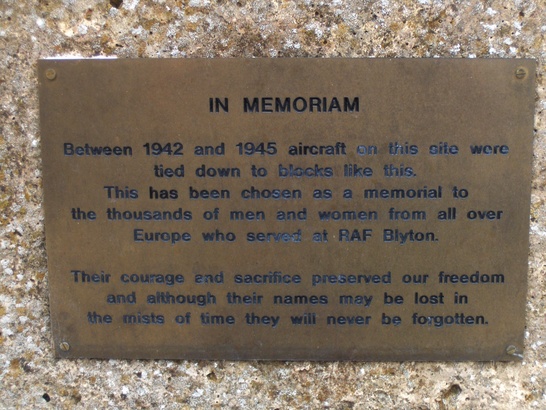 IN MEMORIAM
Between 1942 and 1945 aircraft on this site were
tied down to blocks like this.
This has been chosen as a memorial to
the thousands of men and women from all over
Europe who served at RAF Blyton.
Their courage and sacrifice preserved our freedom
and although their names may be lost in
the mists of time they will never be forgotten.